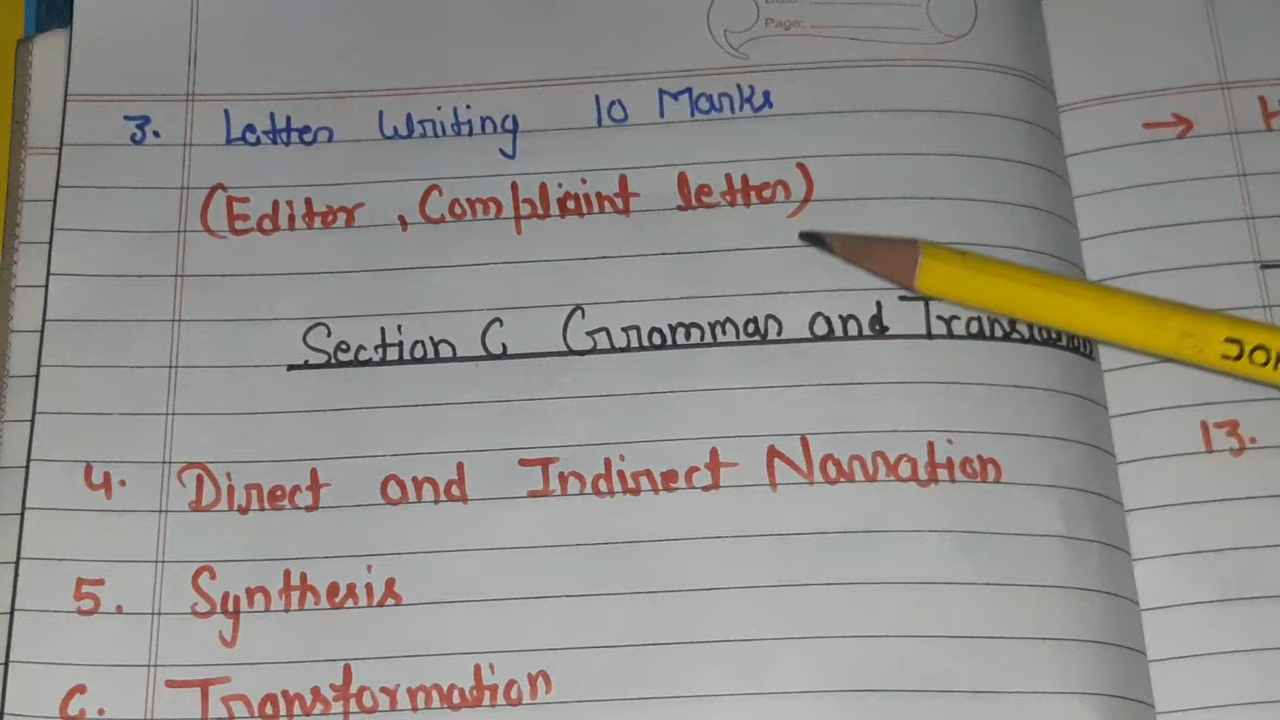 Page:
3. Letter Writing 10 Marks
(Editor, Complaint letter)
Section C Grammar and Translation
4. Direct and Indirect Narration
5. Synthesis
6. Transformation
13.